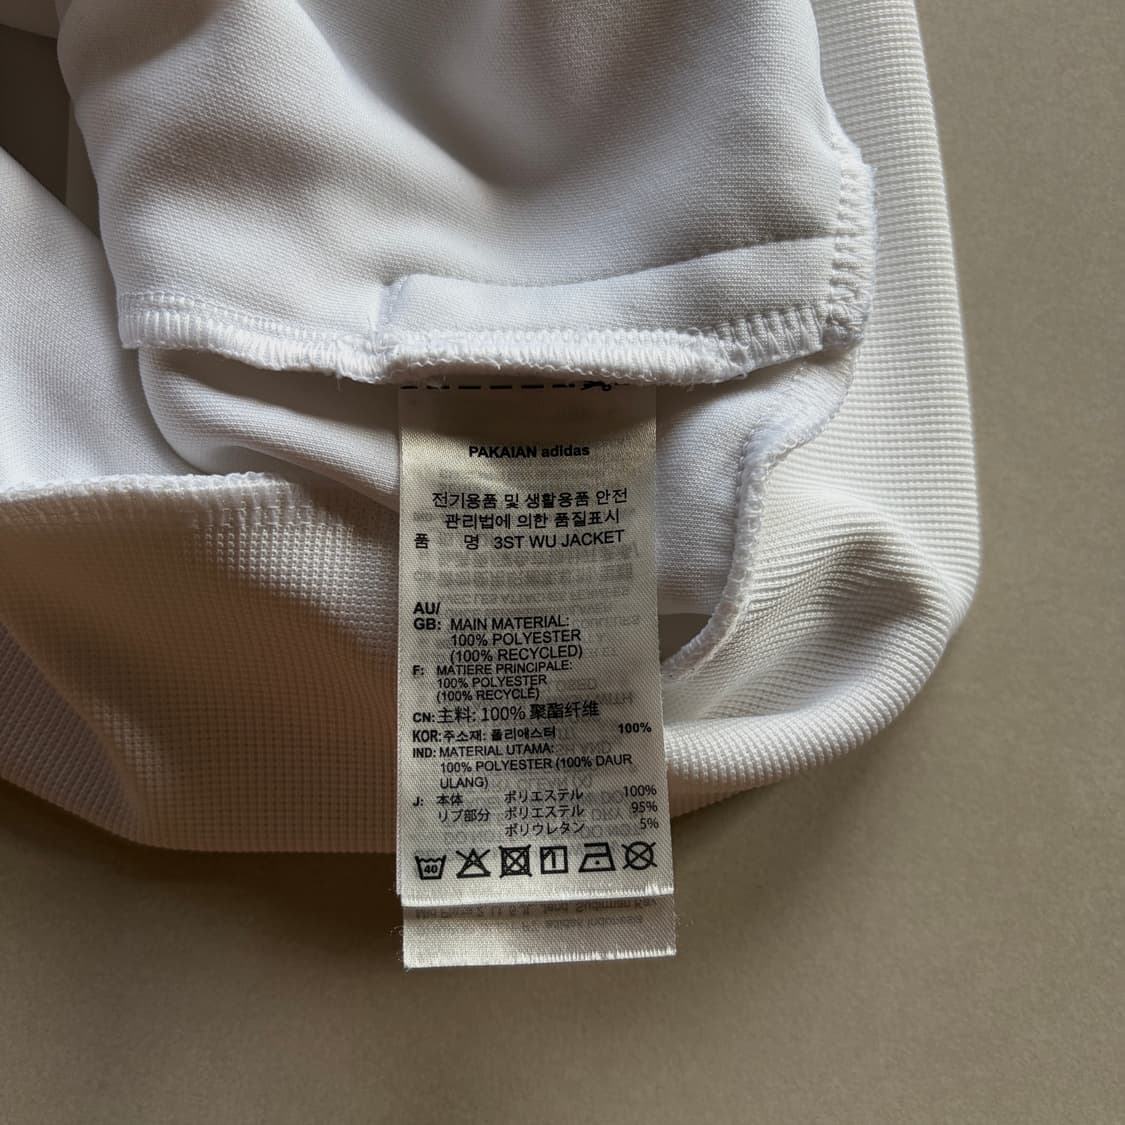 PAKAIAN adidas
전기용품 및 생활용품 안전
관리법에 의한 품질표시
품 명 3ST WU JACKET
AU/
GB: MAIN MATERIAL:
100% POLYESTER
(100% RECYCLED)
F: MATIERE PRINCIPALE:
100% POLYESTER
(100% RECYCLÉ)
CN: 主料: 100% 聚酯纤维
KOR: 주소재: 폴리에스터 100%
IND: MATERIAL UTAMA:
100% POLYESTER (100% DAUR
ULANG)
J: 本体 ポリエステル 100%
リブ部分 ポリエステル 95%
ポリウレタン 5%
40